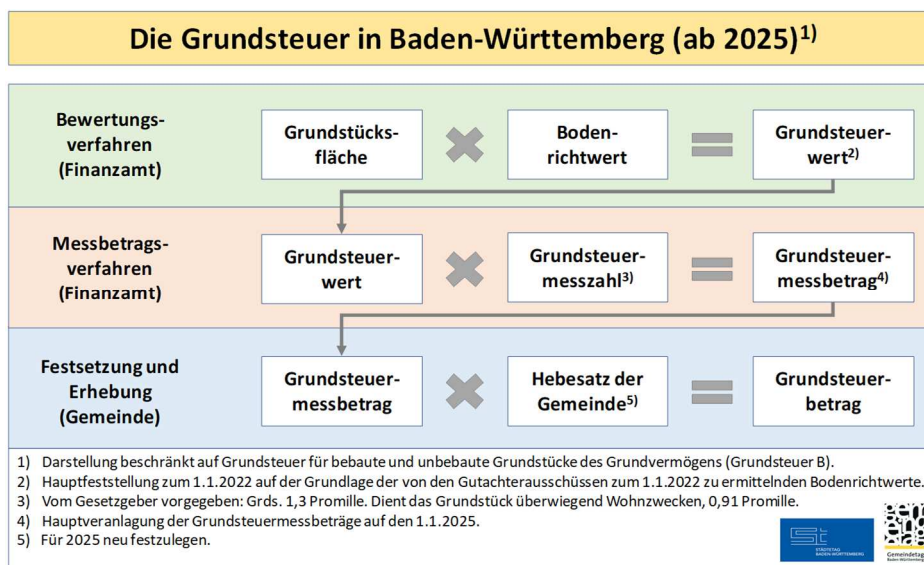 Die Grundsteuer in Baden-Württemberg (ab 2025)1)
Bewertungs-
verfahren
(Finanzamt)
Grundstücks-
fläche
Boden-
richtwert
Grundsteuer-
wert2)
Messbetrags-
verfahren
(Finanzamt)
Grundsteuer-
wert
Grundsteuer-
messzahl3)
Grundsteuer-
messbetrag4)
Festsetzung und
Erhebung
(Gemeinde)
Grundsteuer-
messbetrag
Hebesatz der
Gemeinde5)
Grundsteuer-
betrag
1) Darstellung beschränkt auf Grundsteuer für bebaute und unbebaute Grundstücke des Grundvermögens (Grundsteuer B).
2) Hauptfeststellung zum 1.1.2022 auf der Grundlage der von den Gutachterausschüssen zum 1.1.2022 zu ermittelnden Bodenrichtwerte.
3) Vom Gesetzgeber vorgegeben: Grds. 1,3 Promille. Dient das Grundstück überwiegend Wohnzwecken, 0,91 Promille.
4) Hauptveranlagung der Grundsteuermessbeträge auf den 1.1.2025.
5) Für 2025 neu festzulegen.
STÄDTETAG
BADEN-WÜRTTEMBERG
Gemeindetag
Baden-Württemberg